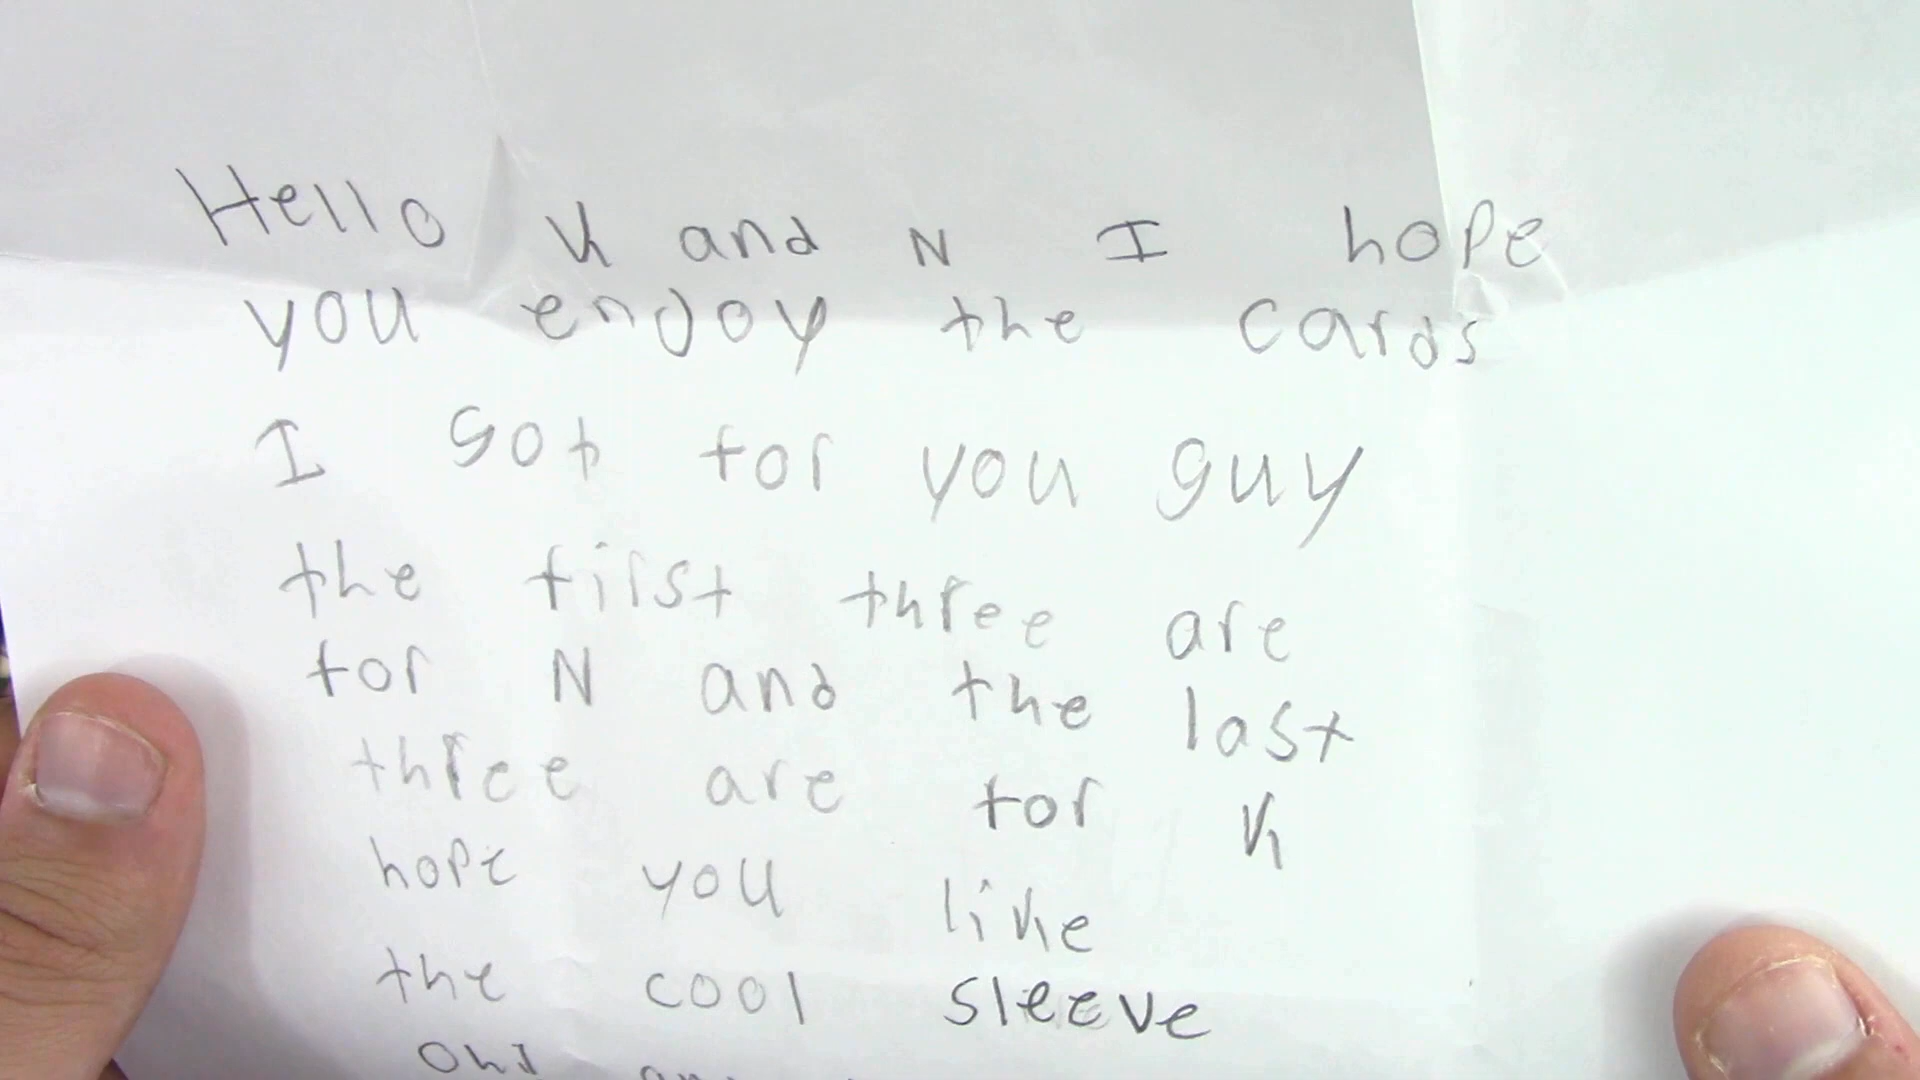 Hello K and N I hope
you enjoy the cards
I got for you guy
the first three are
for N and the last
three are for K
hope you like
the cool sleeve